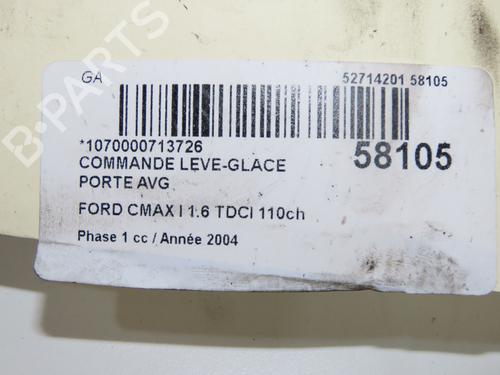 GA
52714201 58105
*1070000713726
58105
COMMANDE LEVE-GLACE
PORTE AVG
FORD CMAX I 1.6 TDCI 110ch
Phase 1 cc / Année 2004
B-PARTS